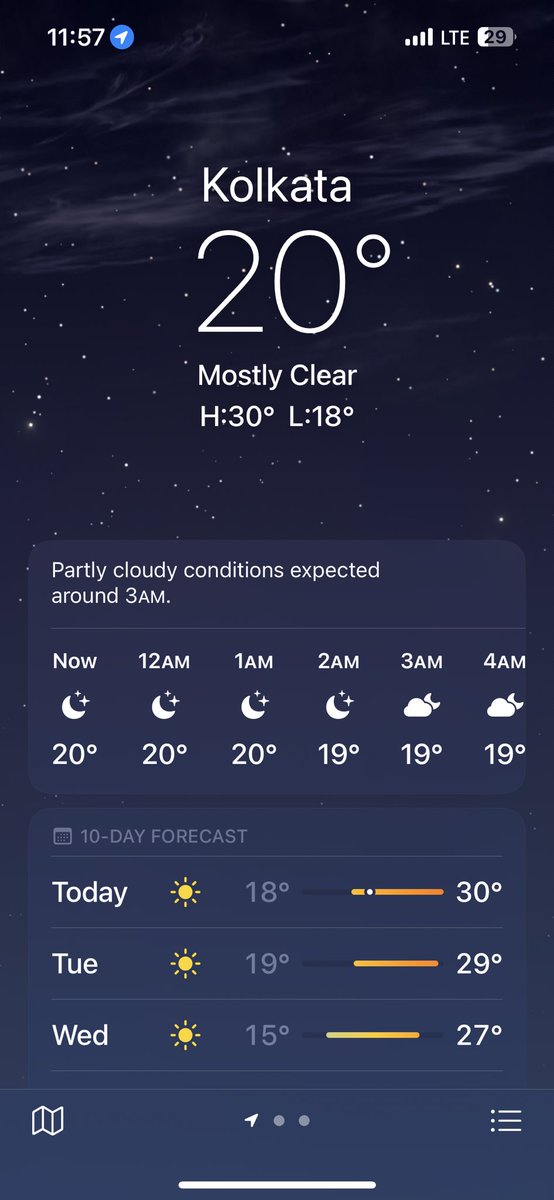 11:57 LTE 29
Kolkata
20°
Mostly Clear
H:30° L:18°
Partly cloudy conditions expected
around 3AM.
Now 12AM 1AM 2AM 3AM 4AM
20° 20° 20° 19° 19° 19°
10-DAY FORECAST
Today 18° 30°
Tue 19° 29°
Wed 15° 27°